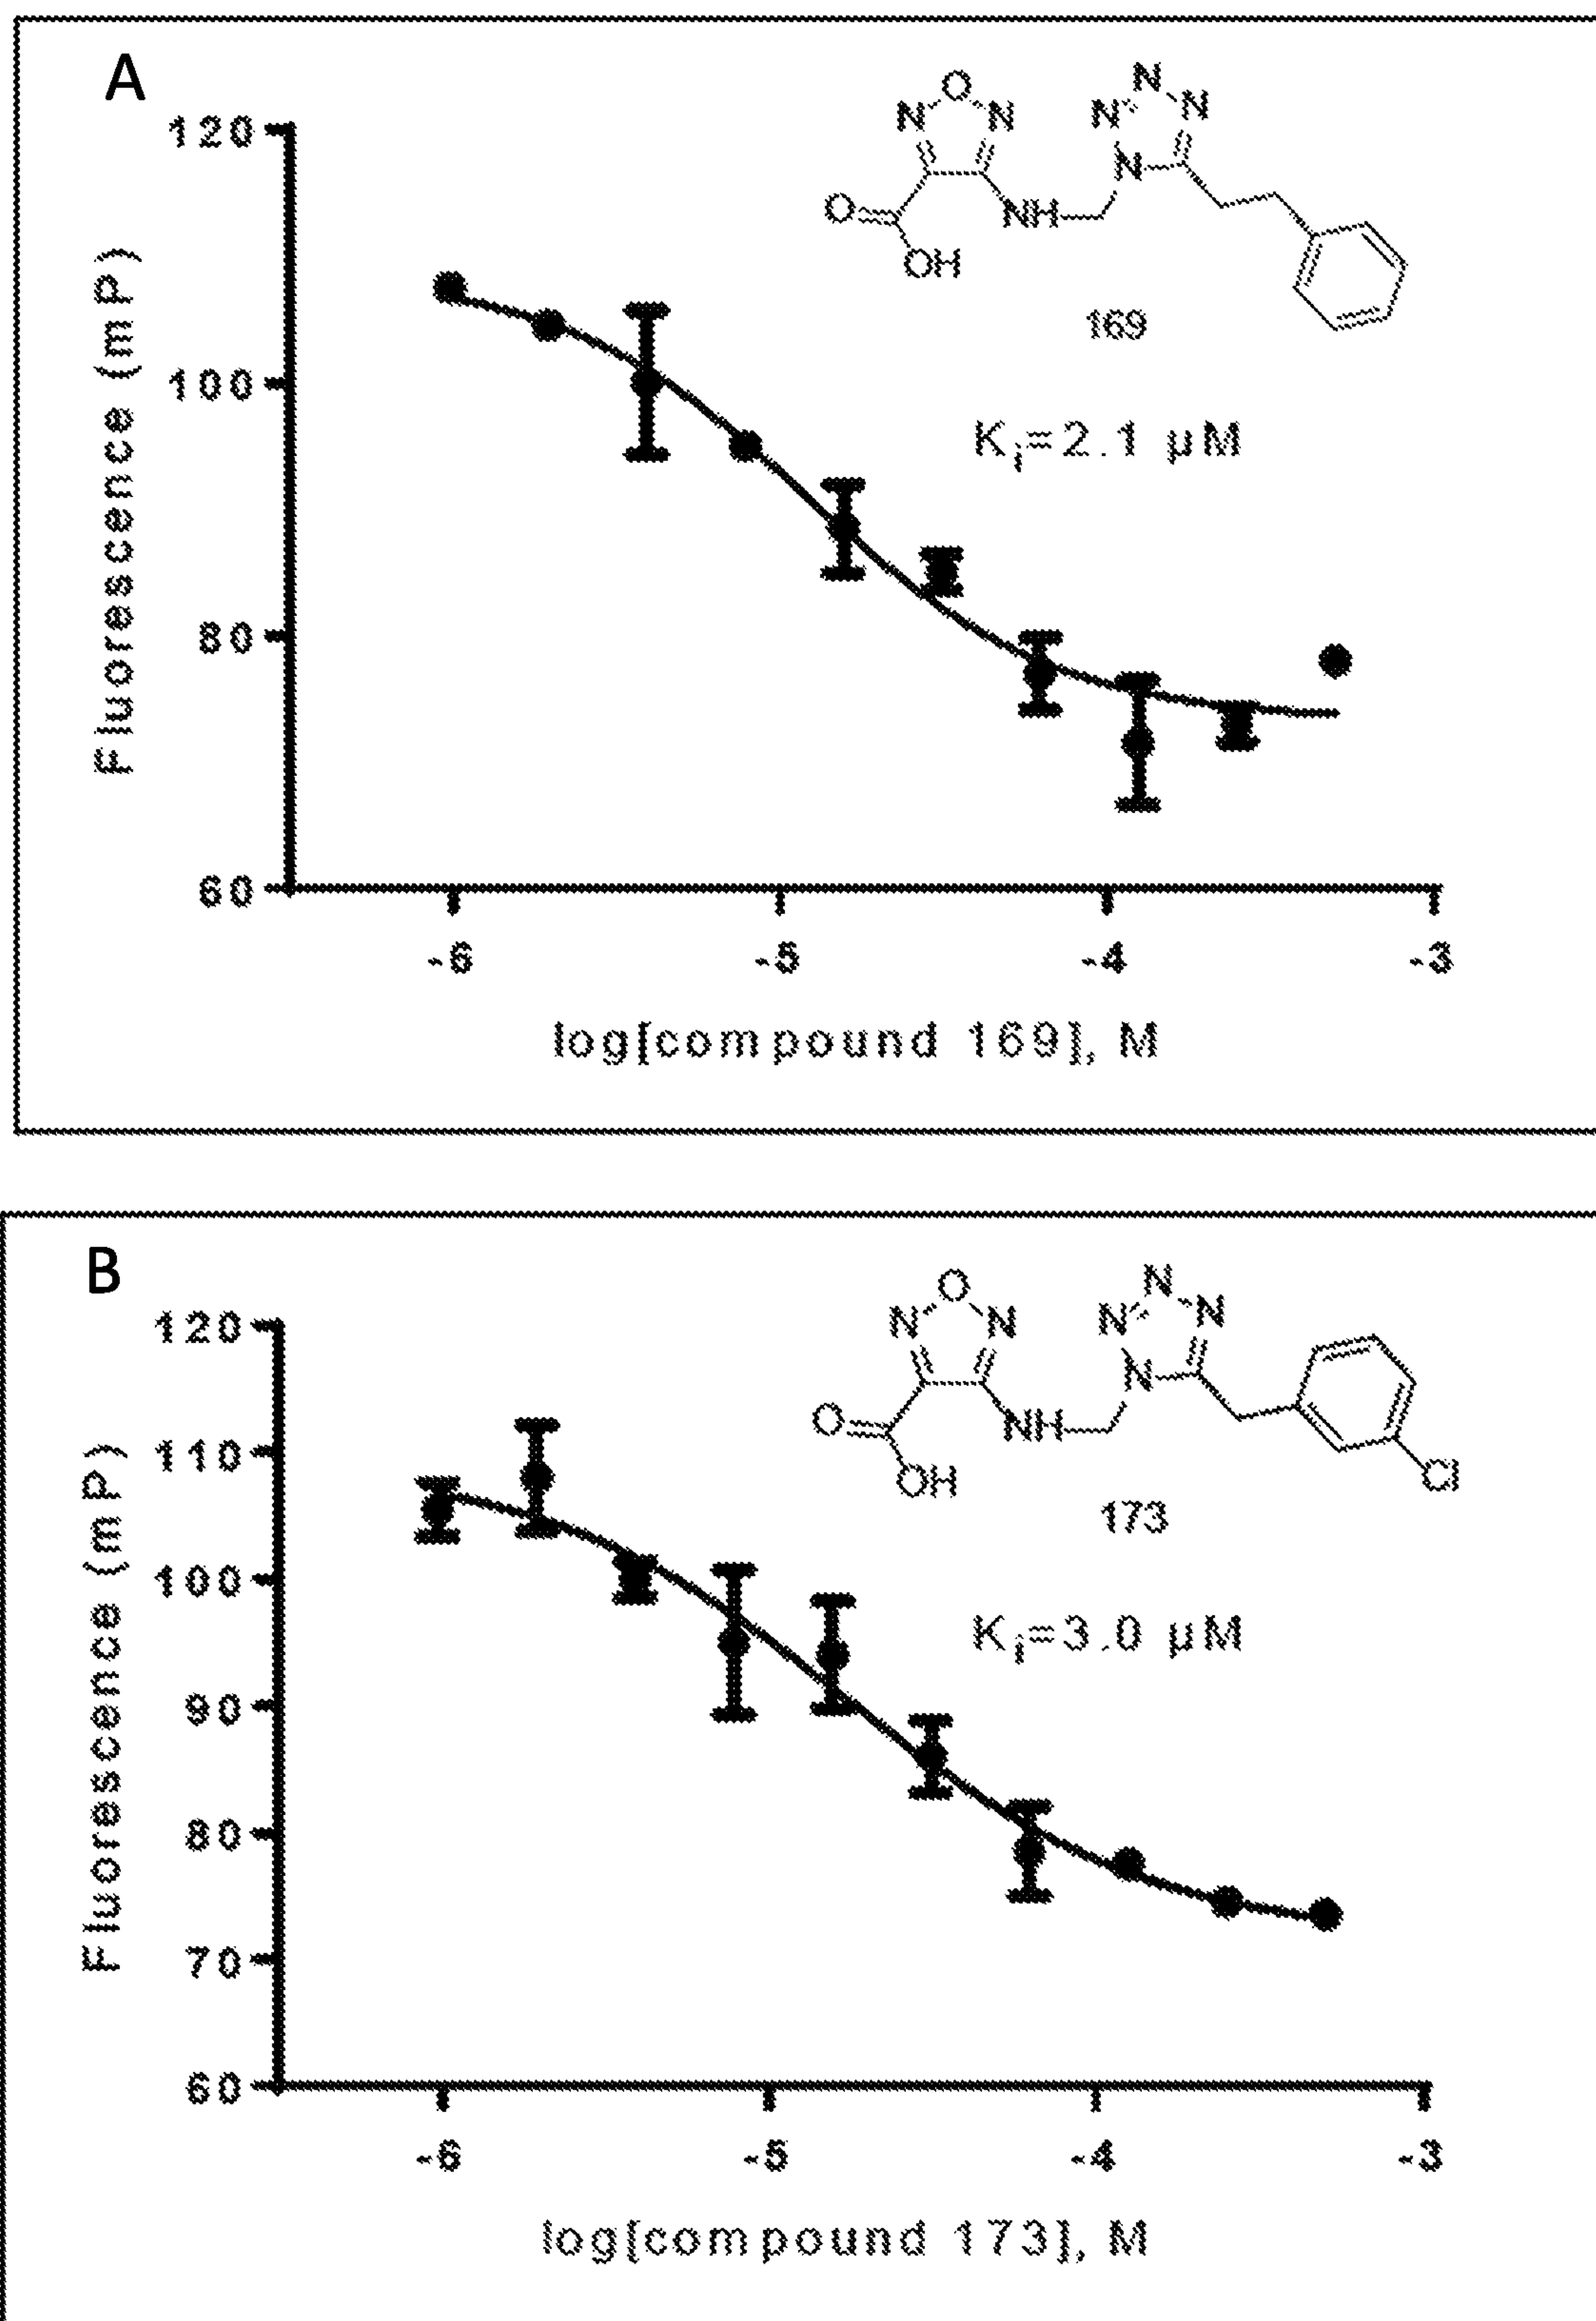 A
120
100
80
60
Fluorescence (mP)
N O N
N N N N
O
NH
OH
169
Ki=2.1 µM
-6 -5 -4 -3
log[compound 169], M
B
120
110
100
90
80
70
60
Fluorescence (mP)
N O N
N N N N
O
NH
OH
Cl
173
Ki=3.0 µM
-6 -5 -4 -3
log[compound 173], M